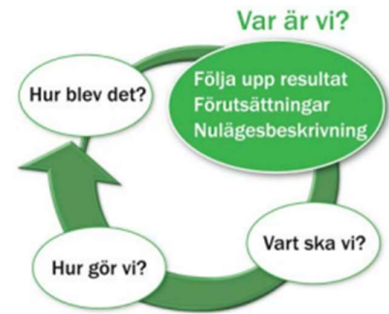 Var är vi?
Följa upp resultat
Förutsättningar
Nulägesbeskrivning
Vart ska vi?
Hur gör vi?
Hur blev det?